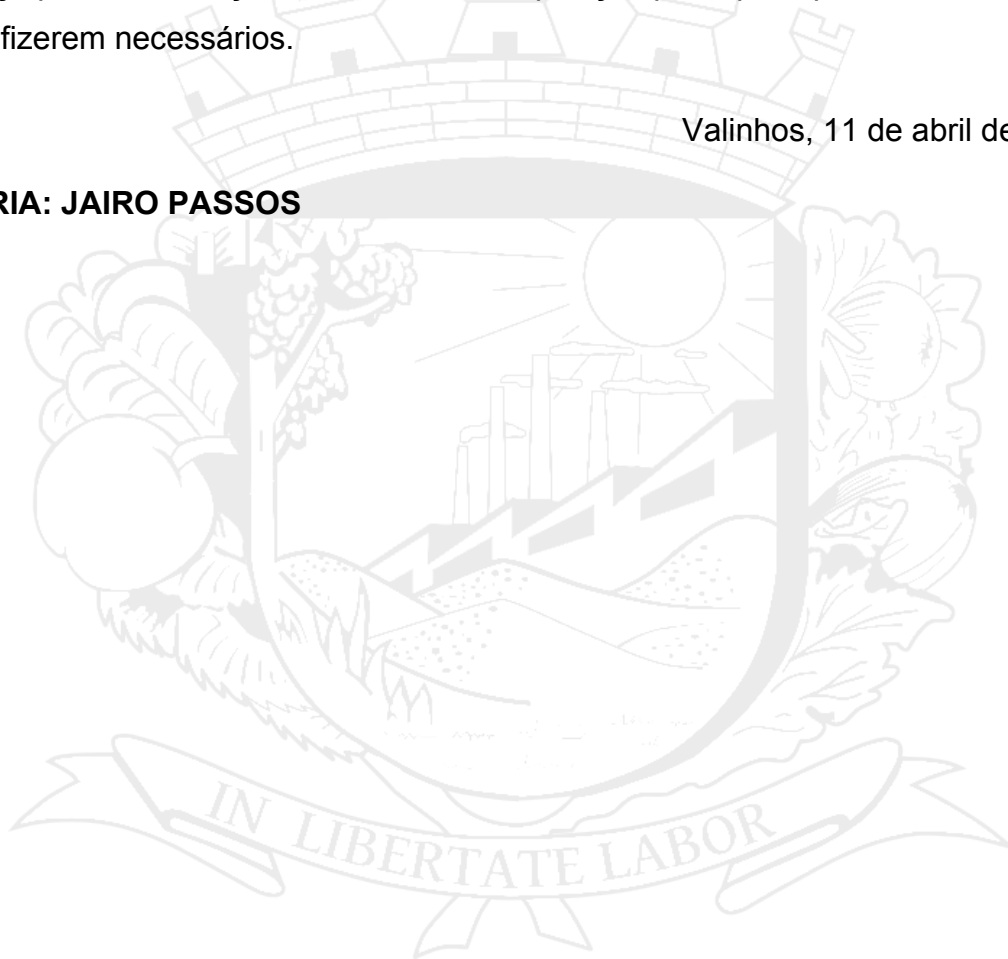 fizerem necessários.
Valinhos, 11 de abril de
RIA: JAIRO PASSOS
IN LIBERTATE LABOR